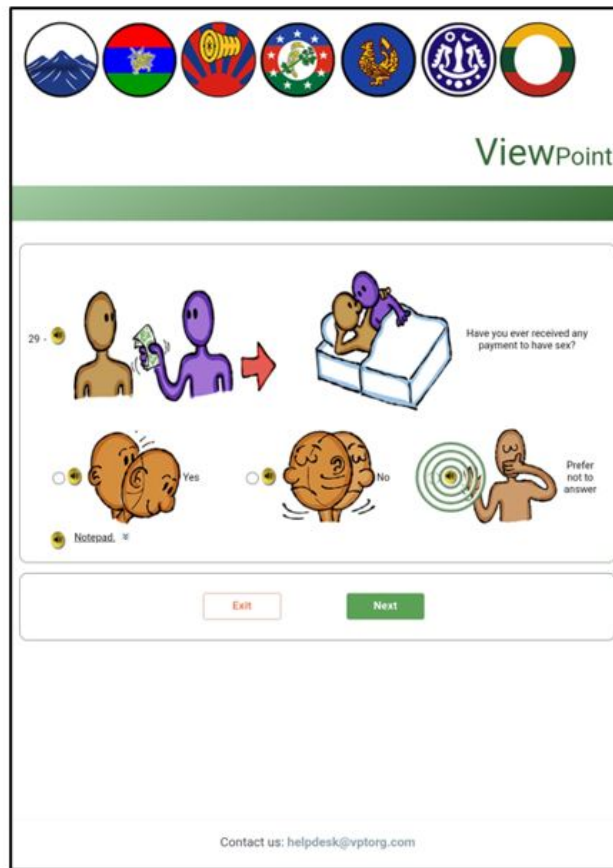 ViewPoint
29 -
Have you ever received any
payment to have sex?
Yes
No
Prefer
not to
answer
Notepad.
Exit
Next
Contact us: helpdesk@vptorg.com